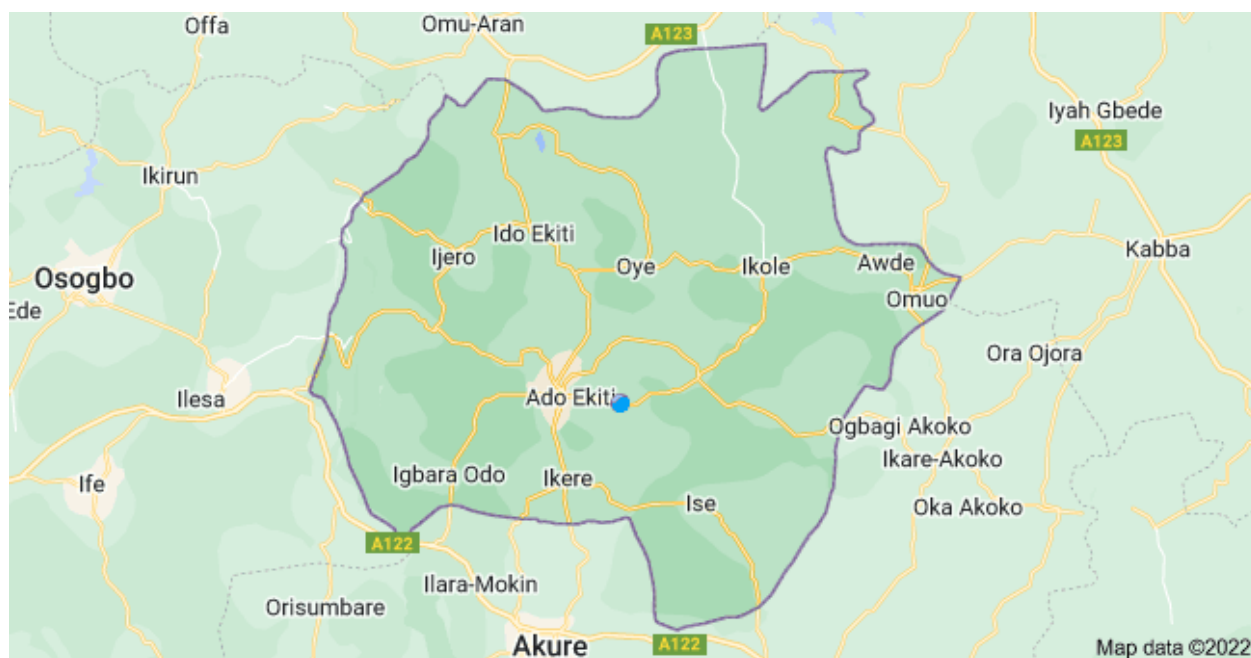 Offa
Omu-Aran
A123
Iyah Gbede
A123
Ikirun
Ido Ekiti
Ijero
Oye
Ikole
Awde
Kabba
Osogbo
Omuo
Ede
Ora Ojora
Ilesa
Ado Ekiti
Ogbagi Akoko
Ikare-Akoko
Igbara Odo
Ikere
Ife
Ise
Oka Akoko
A122
Ilara-Mokin
Orisumbare
Akure
A122
Map data ©2022